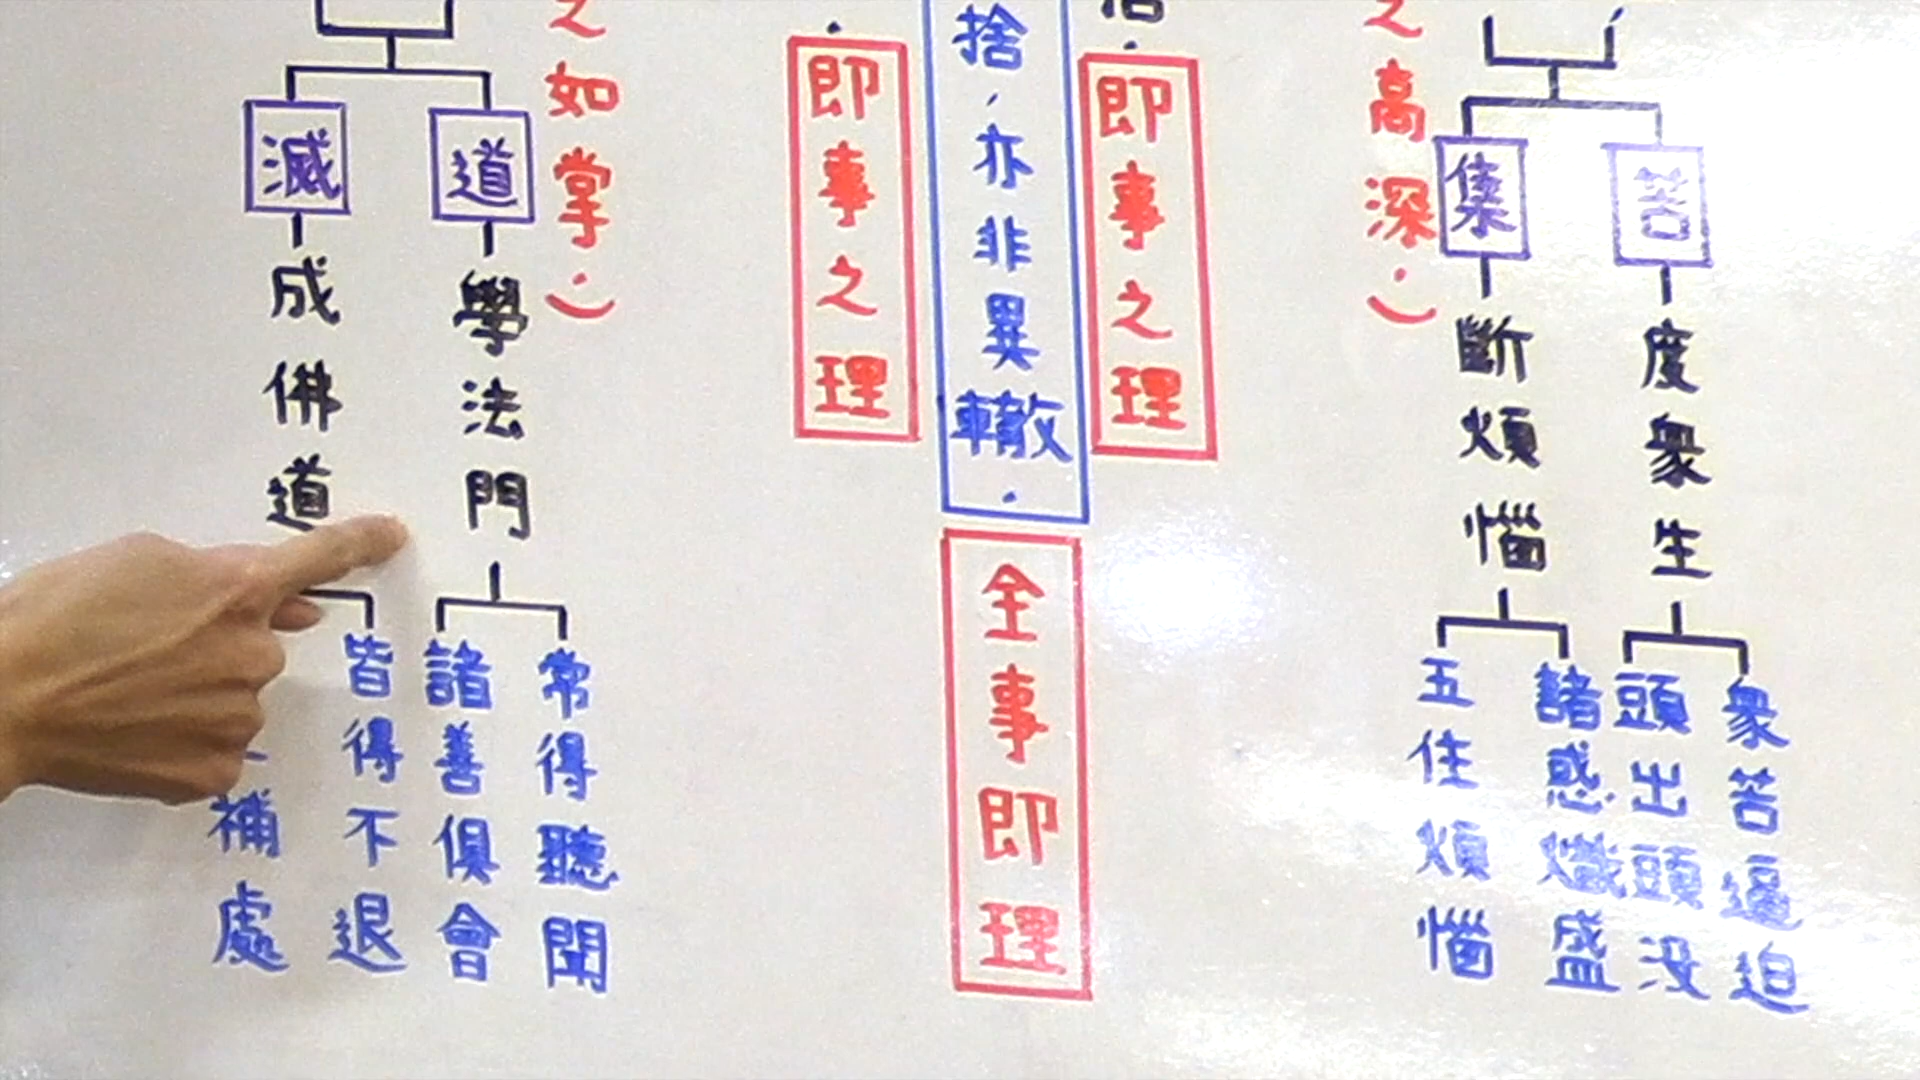 苦
度眾生
眾苦逼迫
頭出頭没
集
斷煩惱
諸惑熾盛
五住煩惱
之高深．）
即事之理
捨，亦非異轍．
全事即理
即事之理
之如掌．）
道
學法門
常得聽聞
諸善俱會
滅
成佛道
皆得不退
補處